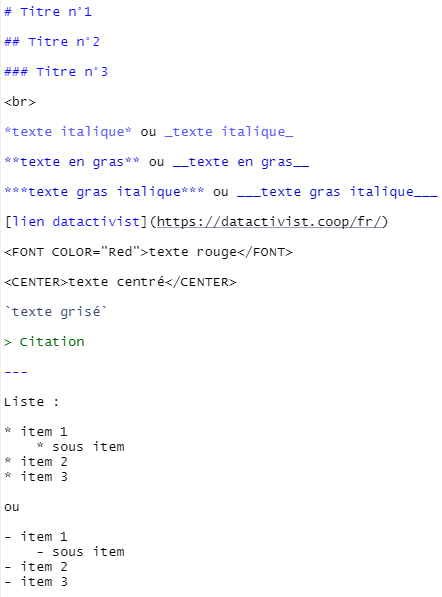 # Titre n°1
## Titre n°2
### Titre n°3
<br>
*texte italique* ou _texte italique_
**texte en gras** ou __texte en gras__
***texte gras italique*** ou ___texte gras italique___
[lien datactivist](https://datactivist.coop/fr/)
<FONT COLOR="Red">texte rouge</FONT>
<CENTER>texte centré</CENTER>
`texte grisé`
> Citation
---
Liste :
* item 1
    * sous item
* item 2
* item 3
ou
- item 1
    - sous item
- item 2
- item 3